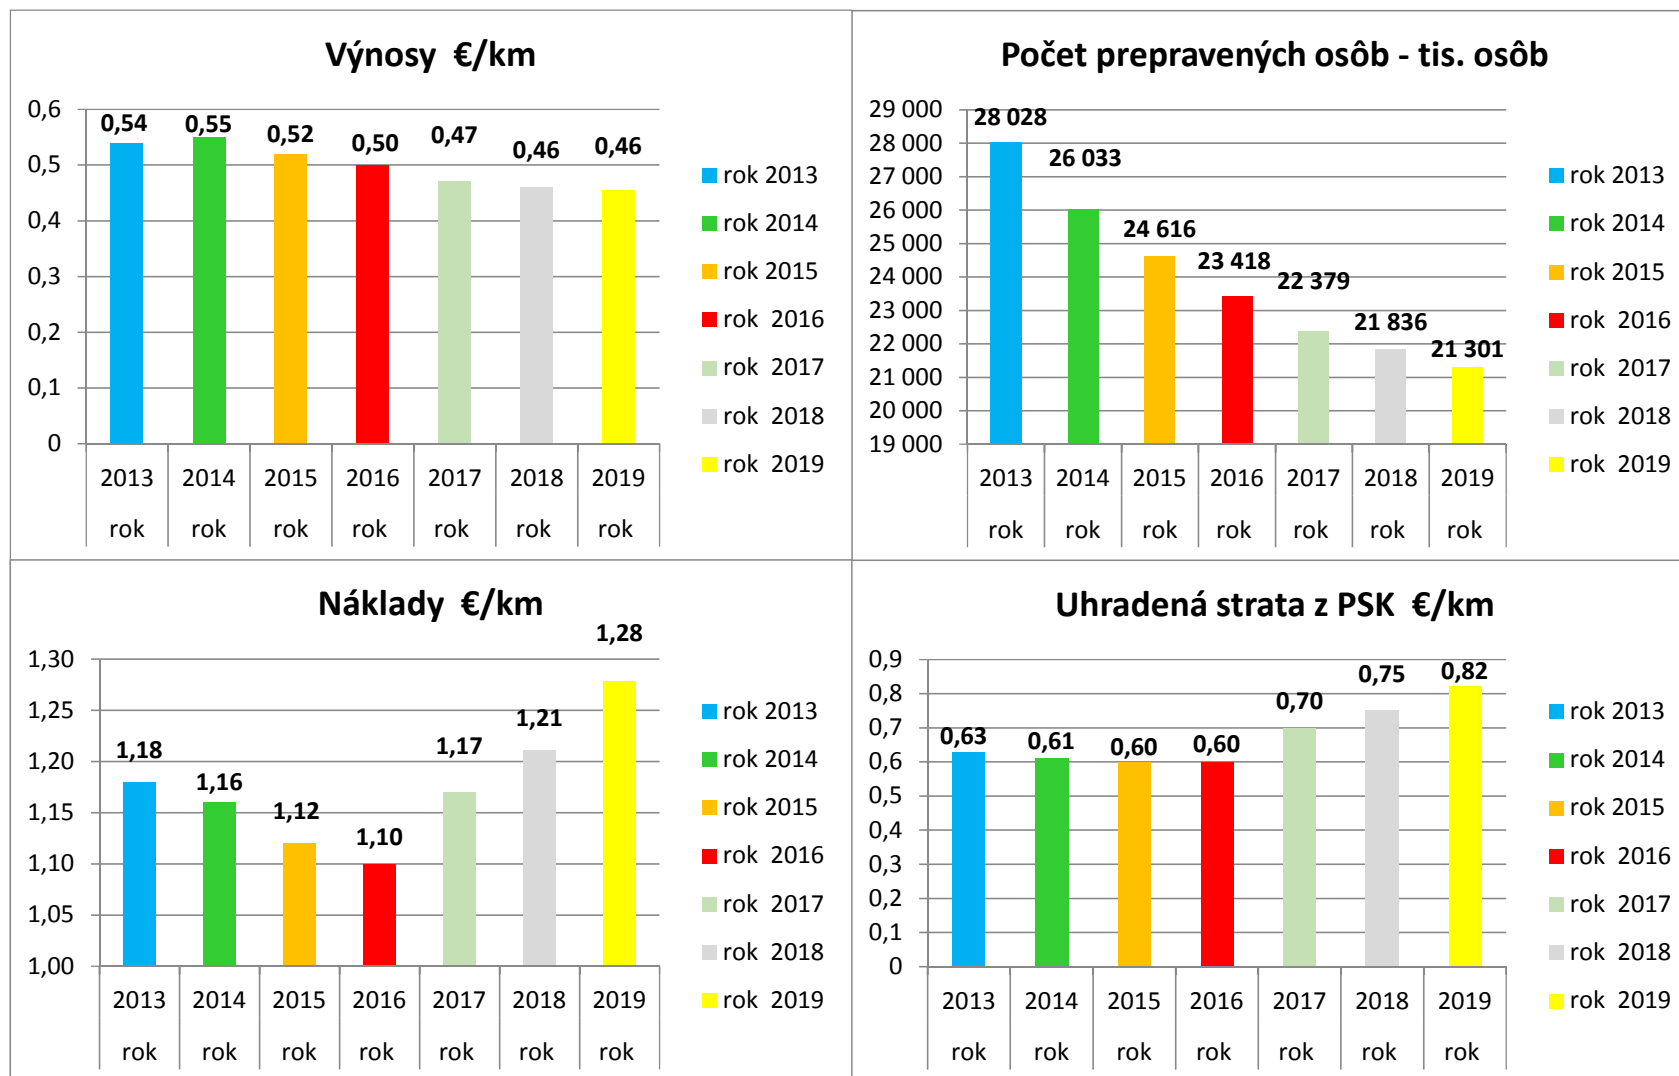 Výnosy €/km
0,6
0,5
0,4
0,3
0,2
0,1
0
0,54
0,55
0,52
0,50
0,47
0,46
0,46
2013 2014 2015 2016 2017 2018 2019
rok rok rok rok rok rok rok
rok 2013
rok 2014
rok 2015
rok 2016
rok 2017
rok 2018
rok 2019
Počet prepravených osôb - tis. osôb
29 000
28 000
27 000
26 000
25 000
24 000
23 000
22 000
21 000
20 000
19 000
28 028
26 033
24 616
23 418
22 379
21 836
21 301
2013 2014 2015 2016 2017 2018 2019
rok rok rok rok rok rok rok
rok 2013
rok 2014
rok 2015
rok 2016
rok 2017
rok 2018
rok 2019
Náklady €/km
1,30
1,25
1,20
1,15
1,10
1,05
1,00
1,18
1,16
1,12
1,10
1,17
1,21
1,28
2013 2014 2015 2016 2017 2018 2019
rok rok rok rok rok rok rok
rok 2013
rok 2014
rok 2015
rok 2016
rok 2017
rok 2018
rok 2019
Uhradená strata z PSK €/km
0,9
0,8
0,7
0,6
0,5
0,4
0,3
0,2
0,1
0
0,63
0,61
0,60
0,60
0,70
0,75
0,82
2013 2014 2015 2016 2017 2018 2019
rok rok rok rok rok rok rok
rok 2013
rok 2014
rok 2015
rok 2016
rok 2017
rok 2018
rok 2019